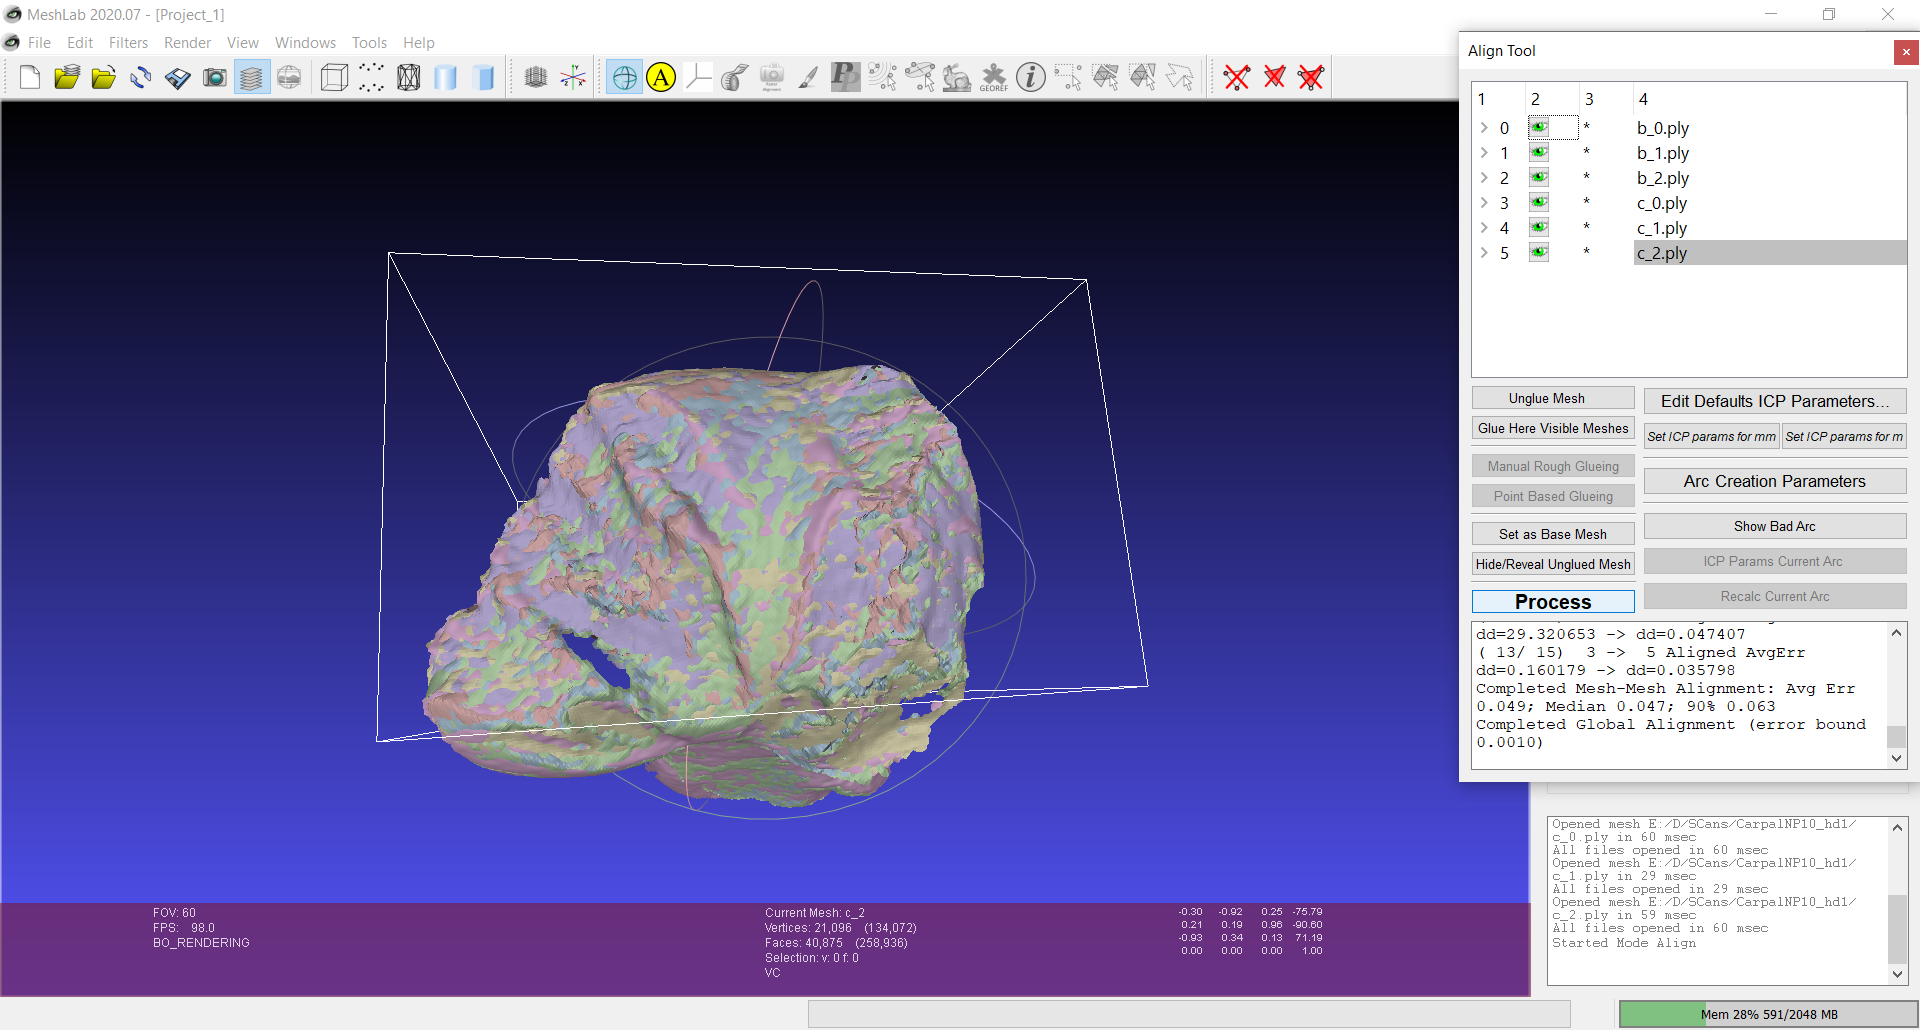 MeshLab 2020.07 - [Project_1]
File Edit Filters Render View Windows Tools Help
A
GEOREF
Align Tool
1 2 3 4
0 * b_0.ply
1 * b_1.ply
2 * b_2.ply
3 * c_0.ply
4 * c_1.ply
5 * c_2.ply
Unglue Mesh
Glue Here Visible Meshes
Manual Rough Glueing
Point Based Glueing
Set as Base Mesh
Hide/Reveal Unglued Mesh
Process
Edit Defaults ICP Parameters...
Set ICP params for mm Set ICP params for m
Arc Creation Parameters
Show Bad Arc
ICP Params Current Arc
Recalc Current Arc
dd=29.320653 -> dd=0.047407
( 13/ 15) 3 -> 5 Aligned AvgErr
dd=0.160179 -> dd=0.035798
Completed Mesh-Mesh Alignment: Avg Err
0.049; Median 0.047; 90% 0.063
Completed Global Alignment (error bound
0.0010)
Opened mesh E:/D/SCans/CarpalNP10_hd1/
c_0.ply in 60 msec
All files opened in 60 msec
Opened mesh E:/D/SCans/CarpalNP10_hd1/
c_1.ply in 29 msec
All files opened in 29 msec
Opened mesh E:/D/SCans/CarpalNP10_hd1/
c_2.ply in 59 msec
All files opened in 60 msec
Started Mode Align
FOV: 60
FPS: 98.0
BO_RENDERING
Current Mesh: c_2
Vertices: 21,096 (134,072)
Faces: 40,875 (258,936)
Selection: v: 0 f: 0
VC
-0.30 -0.92 0.25 -75.79
0.21 0.19 0.96 -90.60
-0.93 0.34 0.13 71.19
0.00 0.00 0.00 1.00
Mem 28% 591/2048 MB